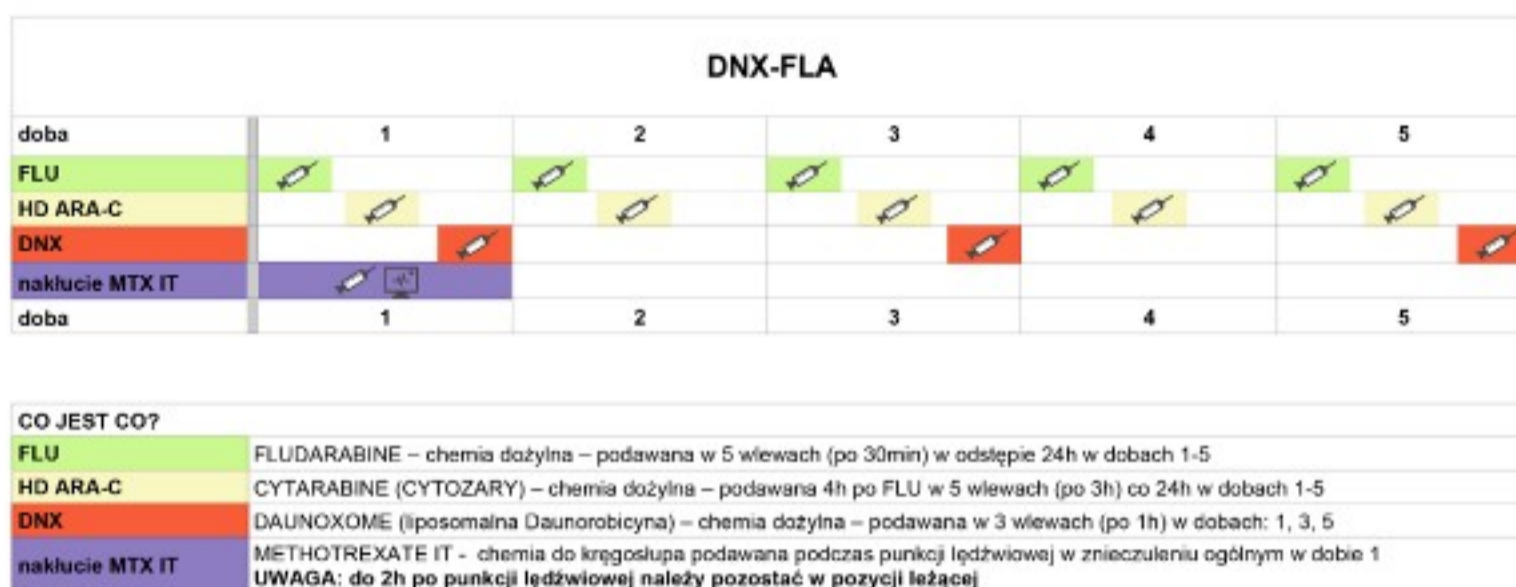 DNX-FLA
doba 1 2 3 4 5
FLU
HD ARA-C
DNX
nakłucie MTX IT
doba 1 2 3 4 5
CO JEST CO?
FLU FLUDARABINE – chemia dożylna – podawana w 5 wlewach (po 30min) w odstępie 24h w dobach 1-5
HD ARA-C CYTARABINE (CYTOZARY) – chemia dożylna – podawana 4h po FLU w 5 wlewach (po 3h) co 24h w dobach 1-5
DNX DAUNOXOME (liposomalna Daunorobicyna) – chemia dożylna – podawana w 3 wlewach (po 1h) w dobach: 1, 3, 5
nakłucie MTX IT METHOTREXATE IT - chemia do kręgosłupa podawana podczas punkcji lędźwiowej w znieczuleniu ogólnym w dobie 1
UWAGA: do 2h po punkcji lędźwiowej należy pozostać w pozycji leżącej